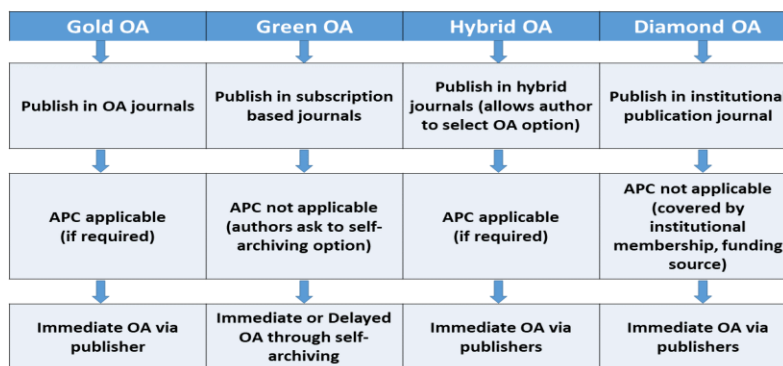 Gold OA
Green OA
Hybrid OA
Diamond OA
Publish in OA journals
Publish in subscription
based journals
Publish in hybrid
journals (allows author
to select OA option)
Publish in institutional
publication journal
APC applicable
(if required)
APC not applicable
(authors ask to self-
archiving option)
APC applicable
(if required)
APC not applicable
(covered by
institutional
membership, funding
source)
Immediate OA via
publisher
Immediate or Delayed
OA through self-
archiving
Immediate OA via
publishers
Immediate OA via
publishers